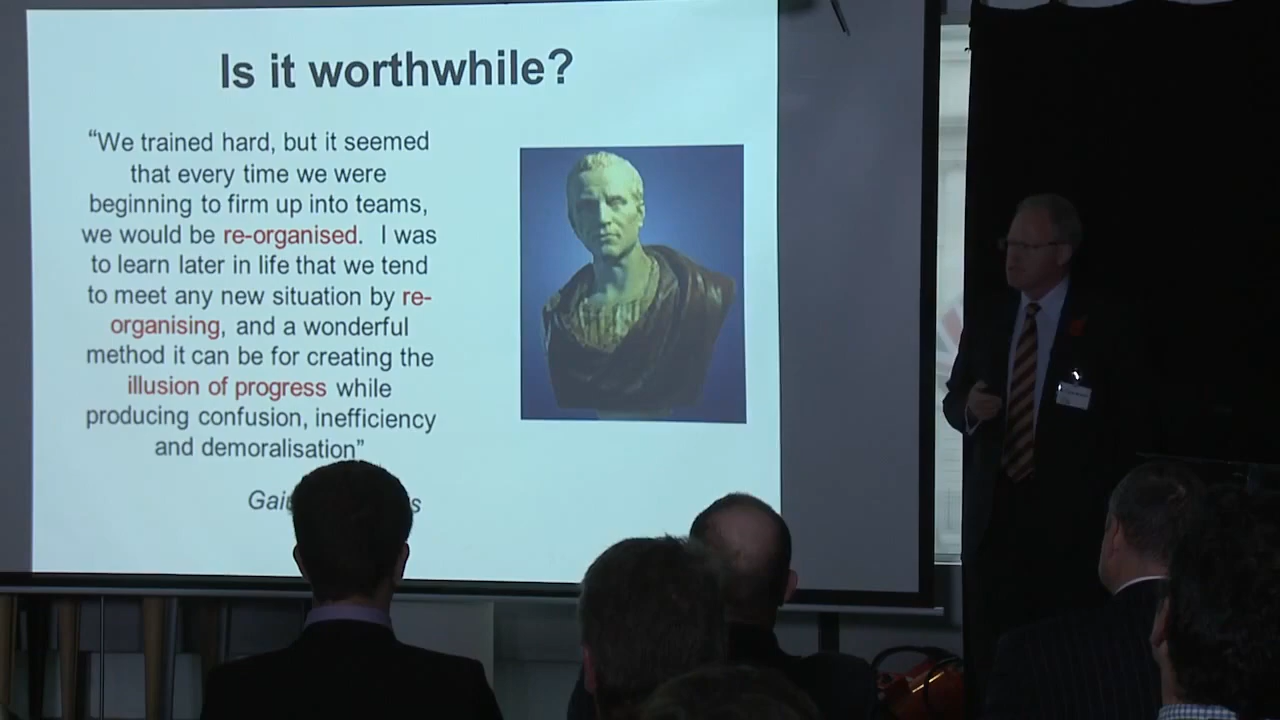 Is it worthwhile?
“We trained hard, but it seemed
that every time we were
beginning to firm up into teams,
we would be re-organised. I was
to learn later in life that we tend
to meet any new situation by re-
organising, and a wonderful
method it can be for creating the
illusion of progress while
producing confusion, inefficiency
and demoralisation”